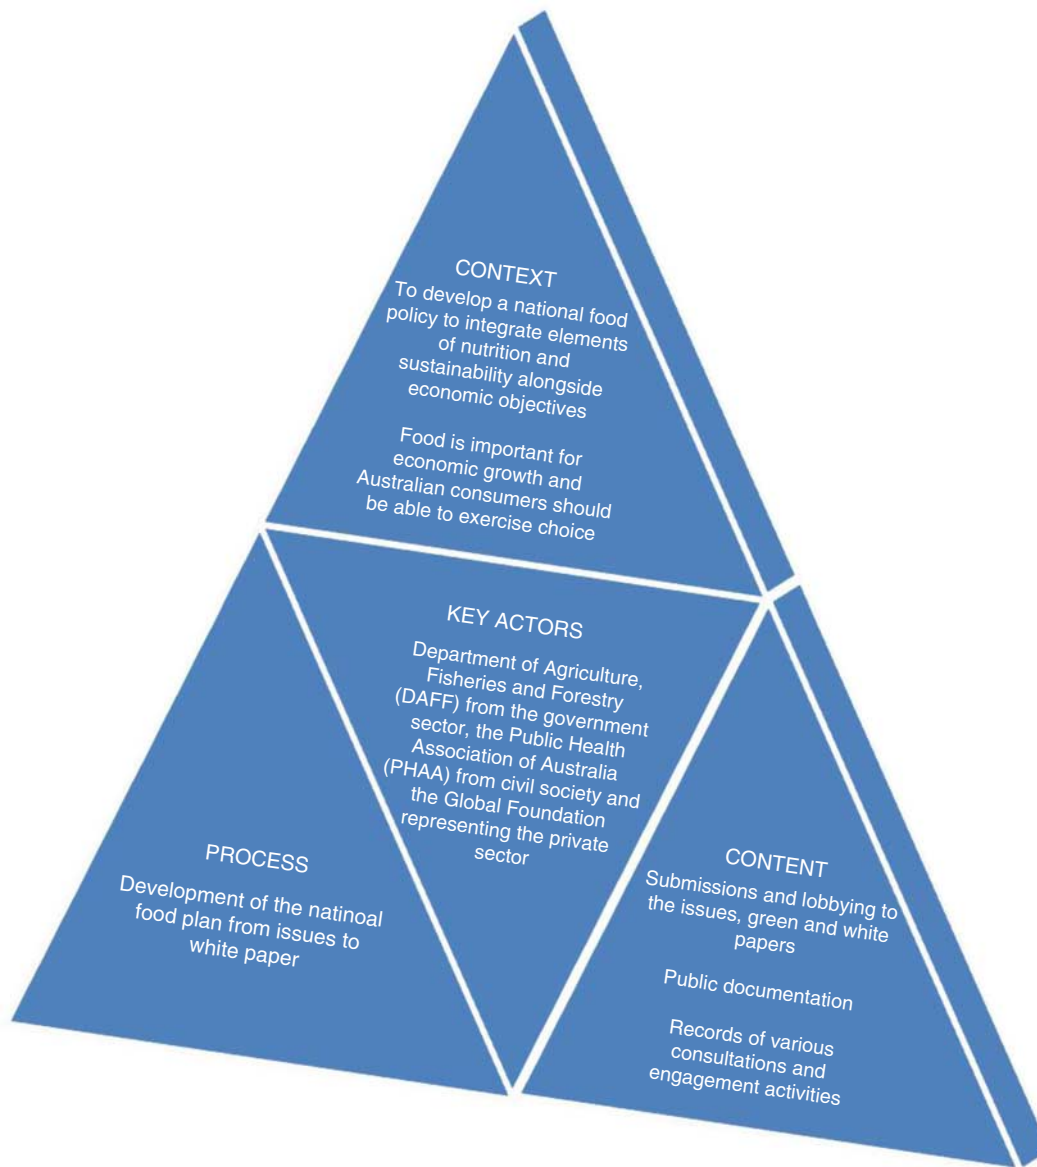 CONTEXT
To develop a national food
policy to integrate elements
of nutrition and
sustainability alongside
economic objectives
Food is important for
economic growth and
Australian consumers should
be able to exercise choice
KEY ACTORS
Department of Agriculture,
Fisheries and Forestry
(DAFF) from the government
sector, the Public Health
Association of Australia
(PHAA) from civil society and
the Global Foundation
representing the private
sector
PROCESS
Development of the natinoal
food plan from issues to
white paper
CONTENT
Submissions and lobbying to
the issues, green and white
papers
Public documentation
Records of various
consultations and
engagement activities